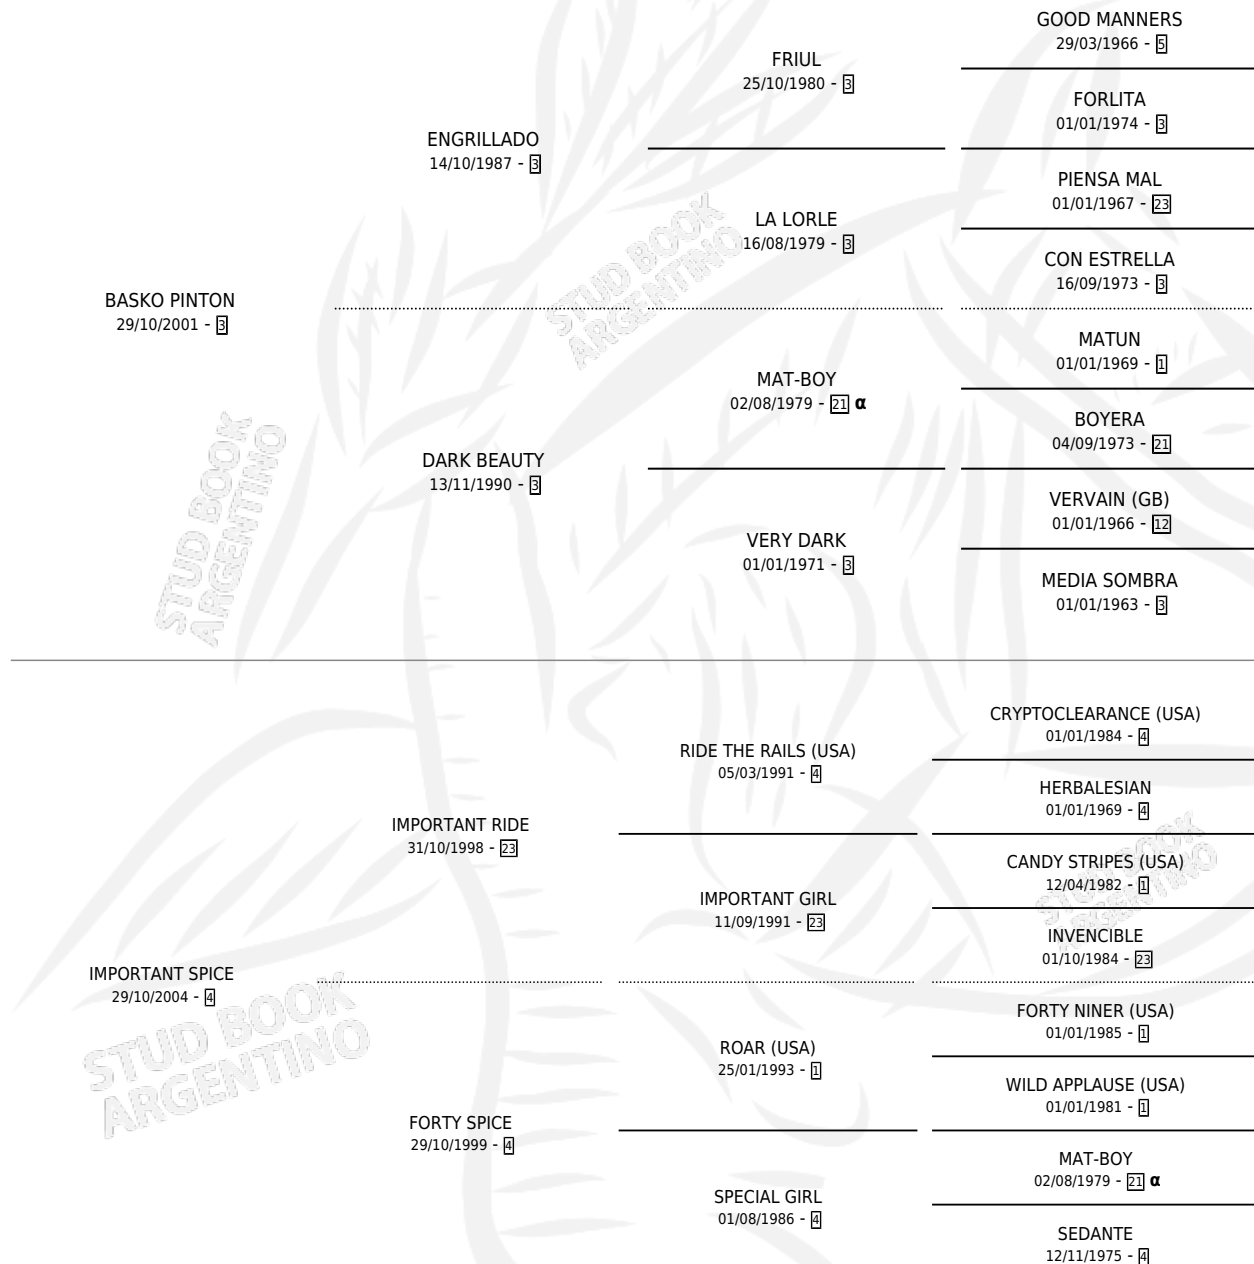 GOOD MANNERS
29/03/1966 - 5
FRIUL
25/10/1980 - 3
FORLITA
01/01/1974 - 3
ENGRILLADO
14/10/1987 - 3
PIENSA MAL
01/01/1967 - 23
LA LORLE
16/08/1979 - 3
CON ESTRELLA
16/09/1973 - 3
BASKO PINTON
29/10/2001 - 3
MATUN
01/01/1969 - 1
MAT-BOY
02/08/1979 - 21 α
BOYERA
04/09/1973 - 21
DARK BEAUTY
13/11/1990 - 3
VERVAIN (GB)
01/01/1966 - 12
VERY DARK
01/01/1971 - 3
MEDIA SOMBRA
01/01/1963 - 3
STUD BOOK
ARGENTINO
STUD BOOK
ARGENTINO
CRYPTOCLEARANCE (USA)
01/01/1984 - 4
RIDE THE RAILS (USA)
05/03/1991 - 4
HERBALESIAN
01/01/1969 - 4
IMPORTANT RIDE
31/10/1998 - 23
CANDY STRIPES (USA)
12/04/1982 - 1
IMPORTANT GIRL
11/09/1991 - 23
INVENCIBLE
01/10/1984 - 23
IMPORTANT SPICE
29/10/2004 - 4
FORTY NINER (USA)
01/01/1985 - 1
ROAR (USA)
25/01/1993 - 1
WILD APPLAUSE (USA)
01/01/1981 - 1
FORTY SPICE
29/10/1999 - 4
MAT-BOY
02/08/1979 - 21 α
SPECIAL GIRL
01/08/1986 - 4
SEDANTE
12/11/1975 - 4
STUD BOOK
ARGENTINO
STUD BOOK
ARGENTINO